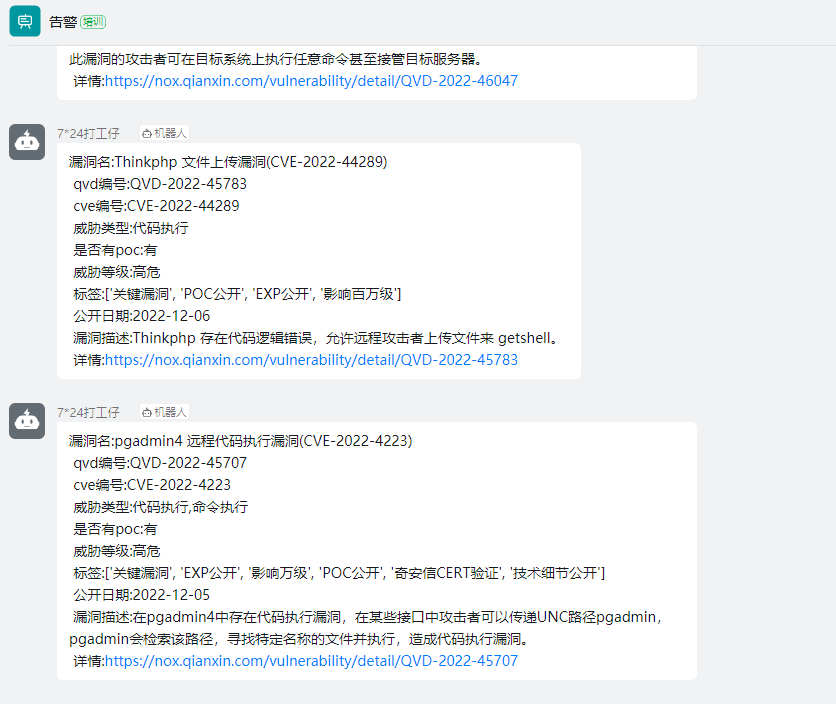 告警 培训
此漏洞的攻击者可在目标系统上执行任意命令甚至接管目标服务器。
详情:https://nox.qianxin.com/vulnerability/detail/QVD-2022-46047
7*24打工仔 机器人
漏洞名:Thinkphp 文件上传漏洞(CVE-2022-44289)
qvd编号:QVD-2022-45783
cve编号:CVE-2022-44289
威胁类型:代码执行
是否有poc:有
威胁等级:高危
标签:['关键漏洞', 'POC公开', 'EXP公开', '影响百万级']
公开日期:2022-12-06
漏洞描述:Thinkphp 存在代码逻辑错误，允许远程攻击者上传文件来 getshell。
详情:https://nox.qianxin.com/vulnerability/detail/QVD-2022-45783
7*24打工仔 机器人
漏洞名:pgadmin4 远程代码执行漏洞(CVE-2022-4223)
qvd编号:QVD-2022-45707
cve编号:CVE-2022-4223
威胁类型:代码执行,命令执行
是否有poc:有
威胁等级:高危
标签:['关键漏洞', 'EXP公开', '影响万级', 'POC公开', '奇安信CERT验证', '技术细节公开']
公开日期:2022-12-05
漏洞描述:在pgadmin4中存在代码执行漏洞，在某些接口中攻击者可以传递UNC路径pgadmin，
pgadmin会检索该路径，寻找特定名称的文件并执行，造成代码执行漏洞。
详情:https://nox.qianxin.com/vulnerability/detail/QVD-2022-45707